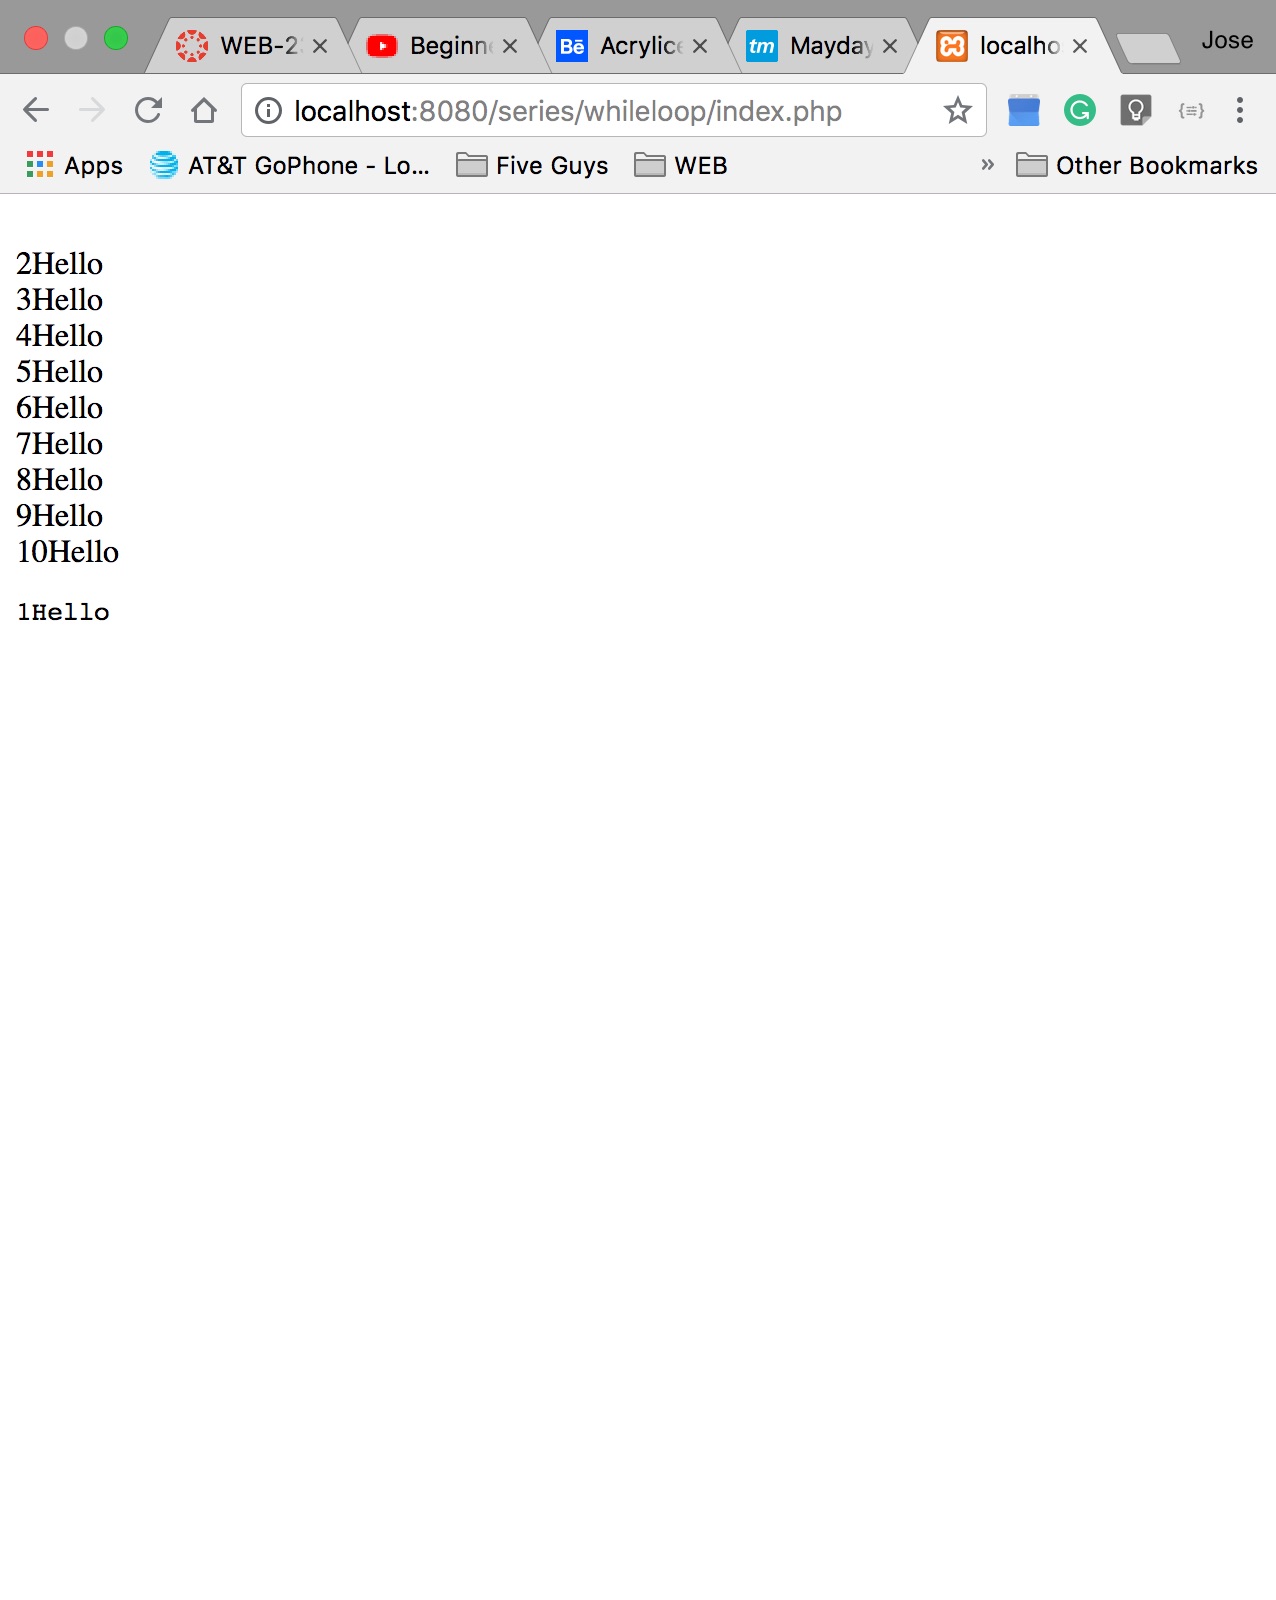 WEB-2
Beginn
Bē
Acrylic
tm
Mayday
localho
Jose
localhost:8080/series/whileloop/index.php
G
{≡}
Apps
AT&T GoPhone - Lo...
Five Guys
WEB
»
Other Bookmarks
2Hello
3Hello
4Hello
5Hello
6Hello
7Hello
8Hello
9Hello
10Hello
1Hello